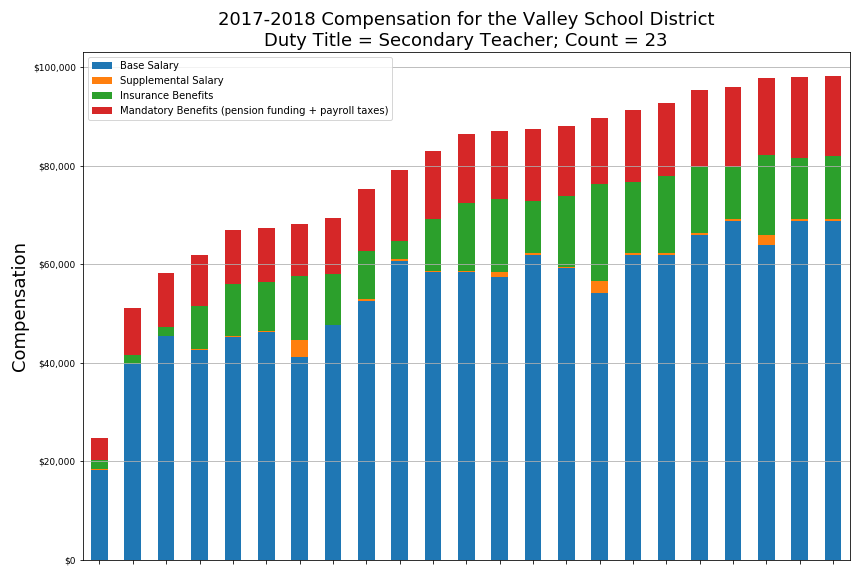 2017-2018 Compensation for the Valley School District
Duty Title = Secondary Teacher; Count = 23
Base Salary
Supplemental Salary
Insurance Benefits
Mandatory Benefits (pension funding + payroll taxes)
Compensation
$100,000
$80,000
$60,000
$40,000
$20,000
$0